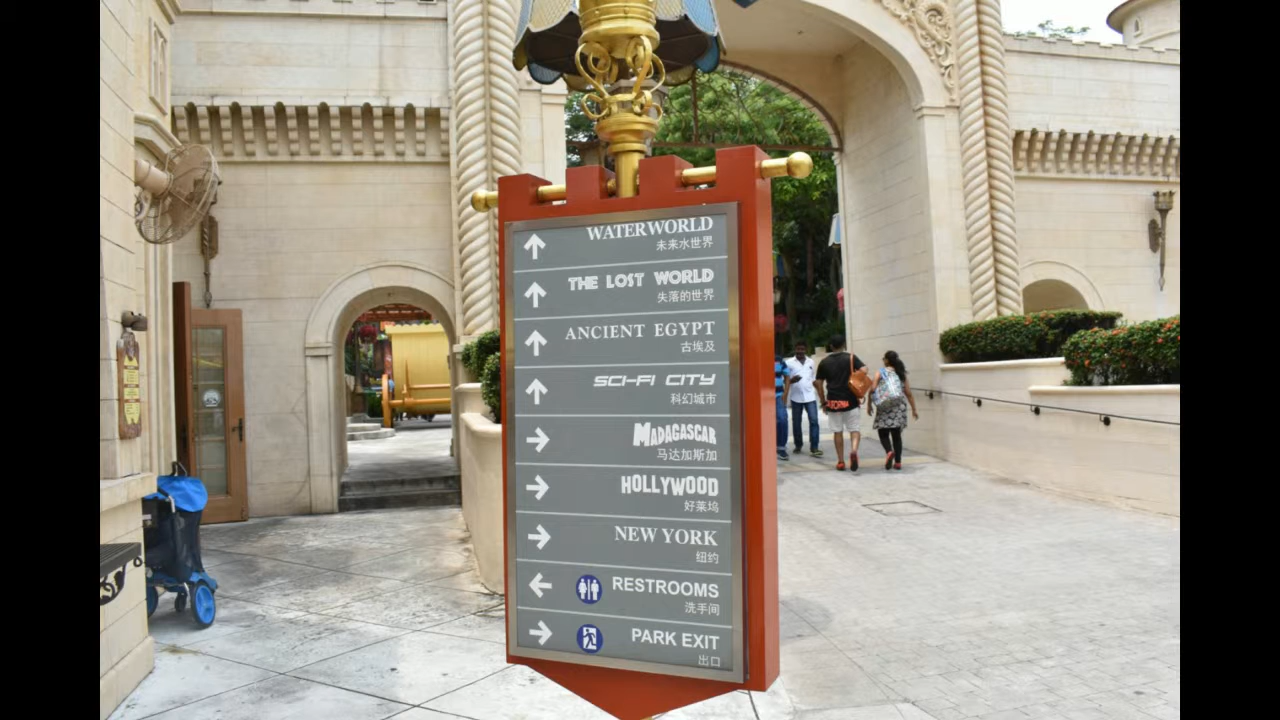 WATERWORLD
未来水世界
THE LOST WORLD
失落的世界
ANCIENT EGYPT
古埃及
SCI-FI CITY
科幻城市
MADAGASCAR
马达加斯加
HOLLYWOOD
好莱坞
NEW YORK
纽约
RESTROOMS
洗手间
PARK EXIT
出口